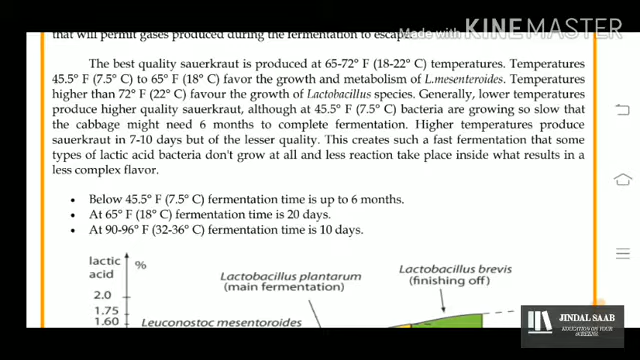 that will permit gases produced during the fermentation to escape
Made with KINEMASTER
The best quality sauerkraut is produced at 65-72° F (18-22° C) temperatures. Temperatures
45.5° F (7.5° C) to 65° F (18° C) favor the growth and metabolism of L.mesenteroides. Temperatures
higher than 72° F (22° C) favour the growth of Lactobacillus species. Generally, lower temperatures
produce higher quality sauerkraut, although at 45.5° F (7.5° C) bacteria are growing so slow that
the cabbage might need 6 months to complete fermentation. Higher temperatures produce
sauerkraut in 7-10 days but of the lesser quality. This creates such a fast fermentation that some
types of lactic acid bacteria don't grow at all and less reaction take place inside what results in a
less complex flavor.
• Below 45.5° F (7.5° C) fermentation time is up to 6 months.
• At 65° F (18° C) fermentation time is 20 days.
• At 90-96° F (32-36° C) fermentation time is 10 days.
lactic
acid
%
2.0
1.75
1.60
Lactobacillus plantarum
(main fermentation)
Lactobacillus brevis
(finishing off)
Leuconostoc mesentoroides
JINDAL SAAB
EDUCATION ON YOUR
SCREEN